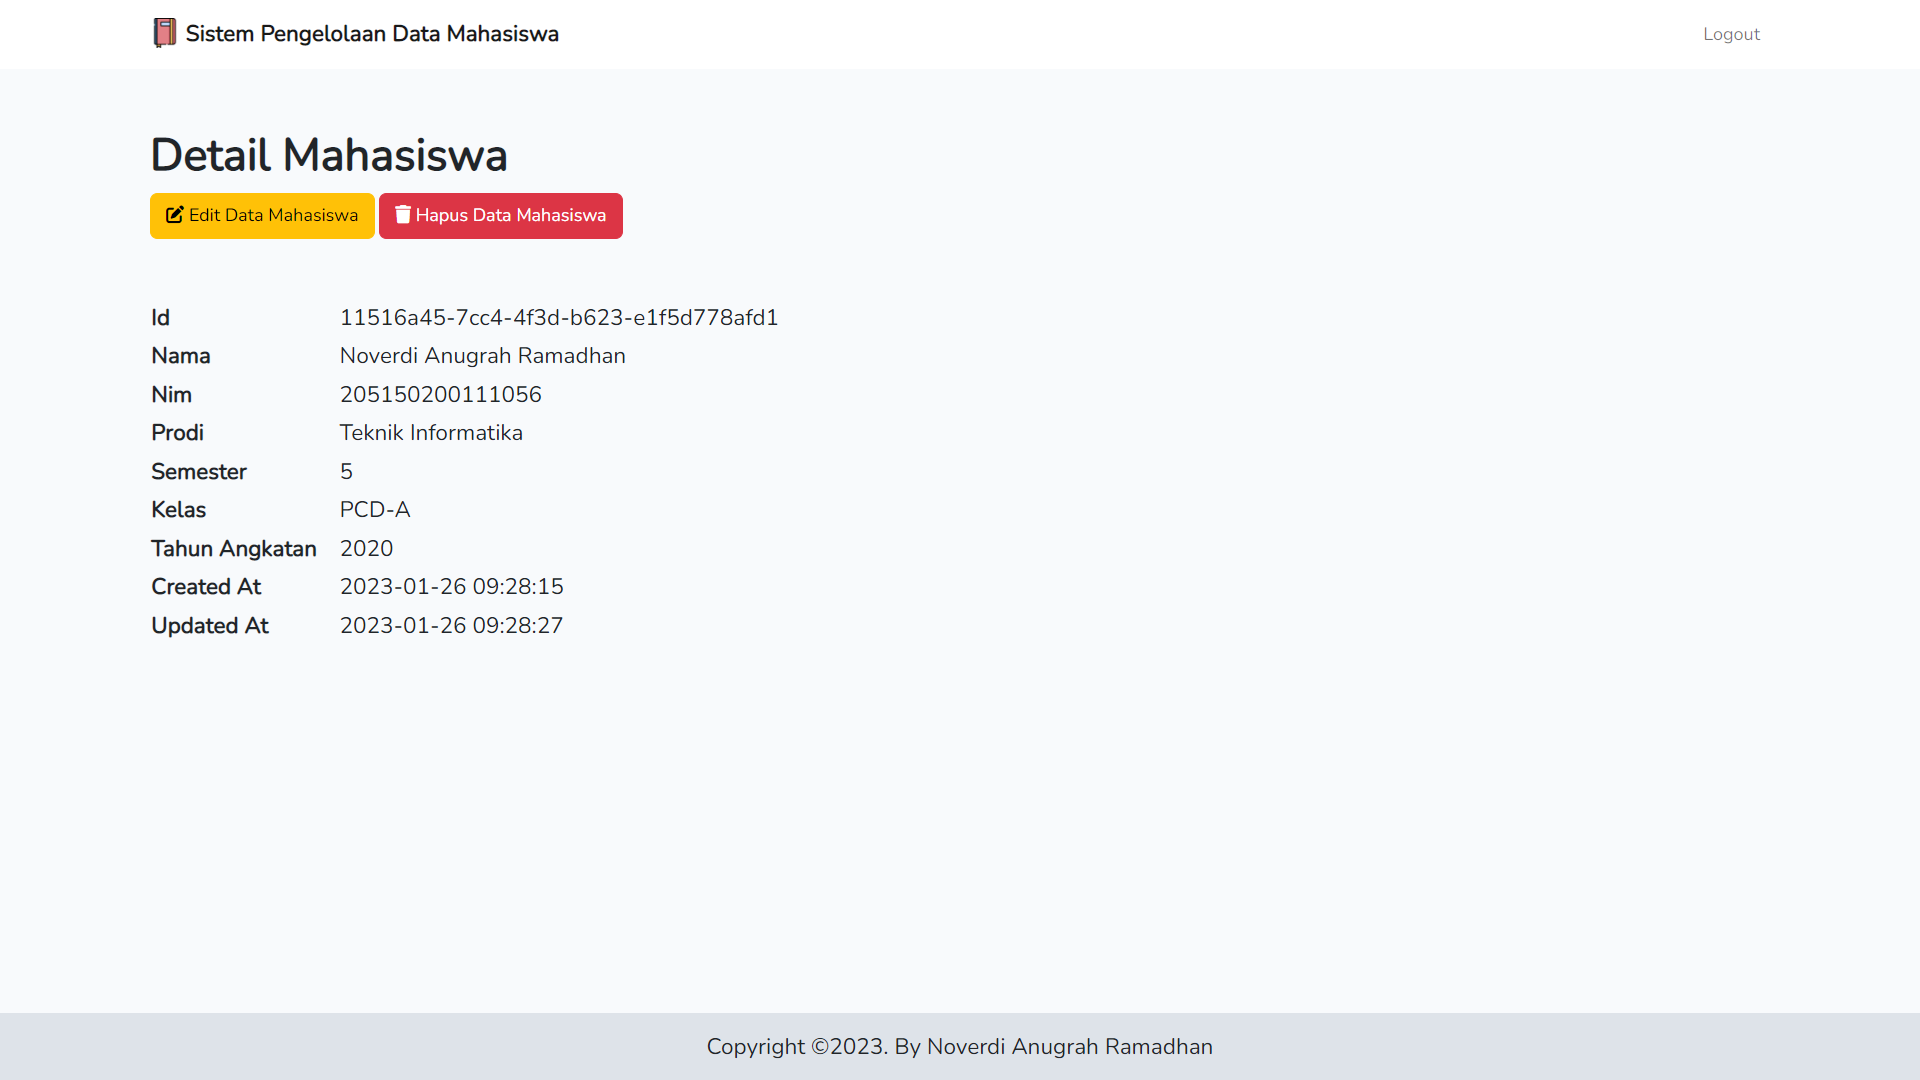 Sistem Pengelolaan Data Mahasiswa Logout
Detail Mahasiswa
Edit Data Mahasiswa Hapus Data Mahasiswa
Id 11516a45-7cc4-4f3d-b623-e1f5d778afd1
Nama Noverdi Anugrah Ramadhan
Nim 205150200111056
Prodi Teknik Informatika
Semester 5
Kelas PCD-A
Tahun Angkatan 2020
Created At 2023-01-26 09:28:15
Updated At 2023-01-26 09:28:27
Copyright ©2023. By Noverdi Anugrah Ramadhan